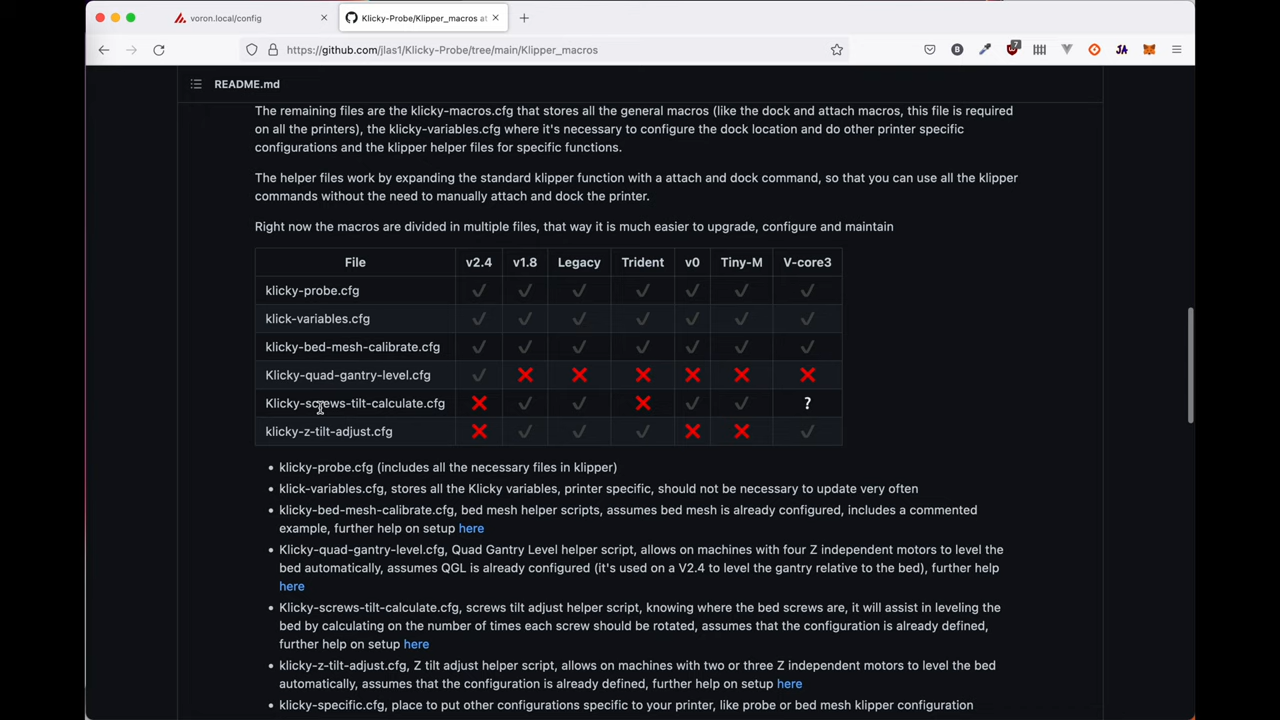 voron.local/config
Klicky-Probe/Klipper_macros at
https://github.com/jlas1/Klicky-Probe/tree/main/Klipper_macros
7
JA
README.md
The remaining files are the klicky-macros.cfg that stores all the general macros (like the dock and attach macros, this file is required
on all the printers), the klicky-variables.cfg where it's necessary to configure the dock location and do other printer specific
configurations and the klipper helper files for specific functions.
The helper files work by expanding the standard klipper function with a attach and dock command, so that you can use all the klipper
commands without the need to manually attach and dock the printer.
Right now the macros are divided in multiple files, that way it is much easier to upgrade, configure and maintain
File v2.4 v1.8 Legacy Trident v0 Tiny-M V-core3
klicky-probe.cfg ✓ ✓ ✓ ✓ ✓ ✓ ✓
klick-variables.cfg ✓ ✓ ✓ ✓ ✓ ✓ ✓
klicky-bed-mesh-calibrate.cfg ✓ ✓ ✓ ✓ ✓ ✓ ✓
Klicky-quad-gantry-level.cfg ✓ ❌ ❌ ❌ ❌ ❌ ❌
Klicky-screws-tilt-calculate.cfg ❌ ✓ ✓ ❌ ✓ ✓ ?
klicky-z-tilt-adjust.cfg ❌ ✓ ✓ ✓ ❌ ❌ ✓
• klicky-probe.cfg (includes all the necessary files in klipper)
• klick-variables.cfg, stores all the Klicky variables, printer specific, should not be necessary to update very often
• klicky-bed-mesh-calibrate.cfg, bed mesh helper scripts, assumes bed mesh is already configured, includes a commented
example, further help on setup here
• Klicky-quad-gantry-level.cfg, Quad Gantry Level helper script, allows on machines with four Z independent motors to level the
bed automatically, assumes QGL is already configured (it's used on a V2.4 to level the gantry relative to the bed), further help
here
• Klicky-screws-tilt-calculate.cfg, screws tilt adjust helper script, knowing where the bed screws are, it will assist in leveling the
bed by calculating on the number of times each screw should be rotated, assumes that the configuration is already defined,
further help on setup here
• klicky-z-tilt-adjust.cfg, Z tilt adjust helper script, allows on machines with two or three Z independent motors to level the bed
automatically, assumes that the configuration is already defined, further help on setup here
• klicky-specific.cfg, place to put other configurations specific to your printer, like probe or bed mesh klipper configuration